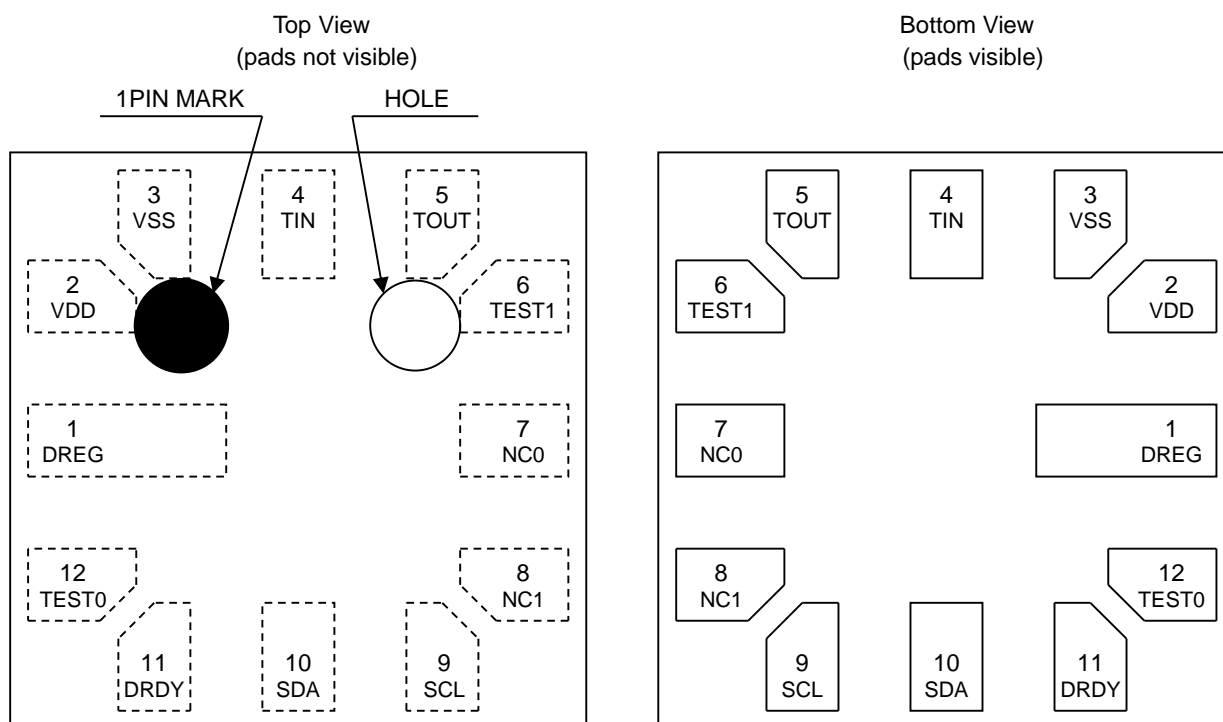 Top View
(pads not visible)
1PIN MARK
HOLE
3
VSS
4
TIN
5
TOUT
2
VDD
6
TEST1
1
DREG
7
NC0
12
TEST0
8
NC1
11
DRDY
10
SDA
9
SCL
Bottom View
(pads visible)
5
TOUT
4
TIN
3
VSS
6
TEST1
2
VDD
7
NC0
1
DREG
8
NC1
12
TEST0
9
SCL
10
SDA
11
DRDY